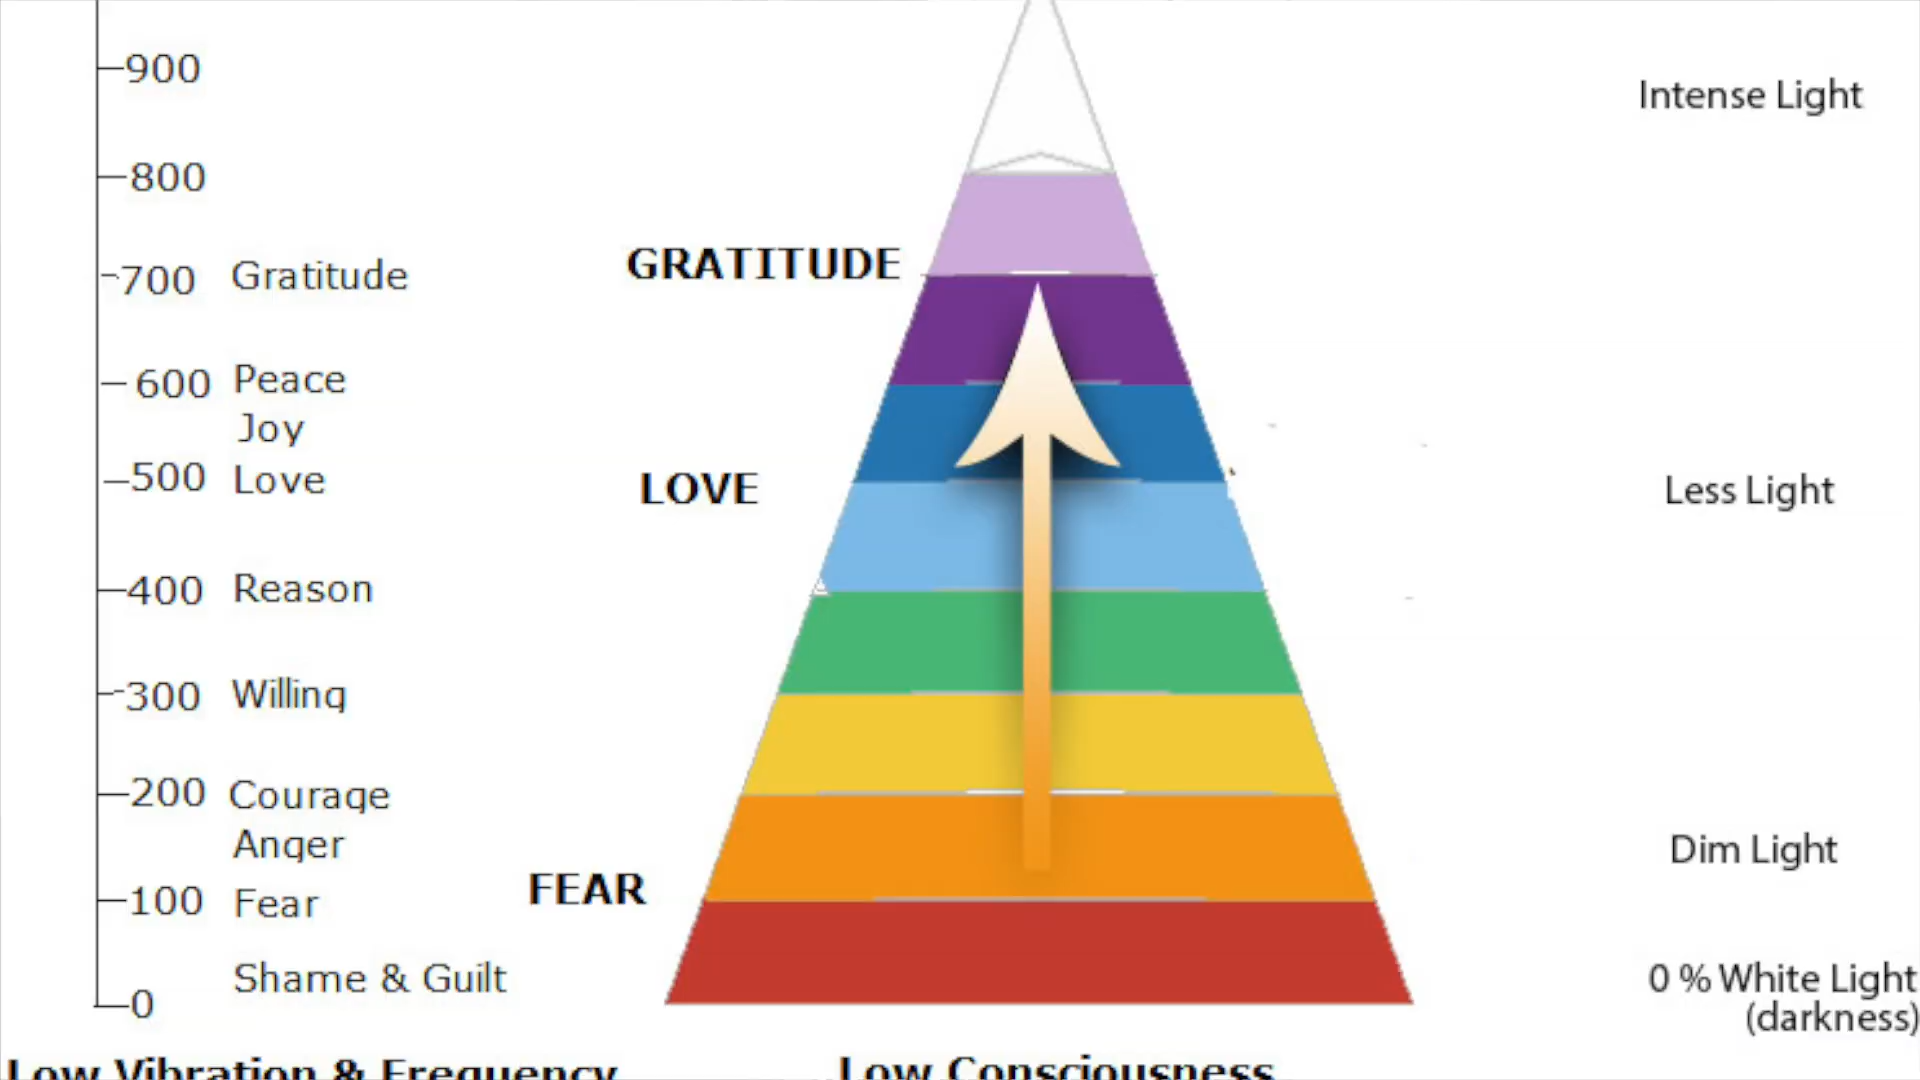 900
Intense Light
800
GRATITUDE
700 Gratitude
600 Peace
Joy
500 Love
LOVE
Less Light
400 Reason
300 Willing
200 Courage
Anger
Dim Light
FEAR
100 Fear
Shame & Guilt
0 % White Light
(darkness)
0
Low Vibration & Frequency
Low Consciousness